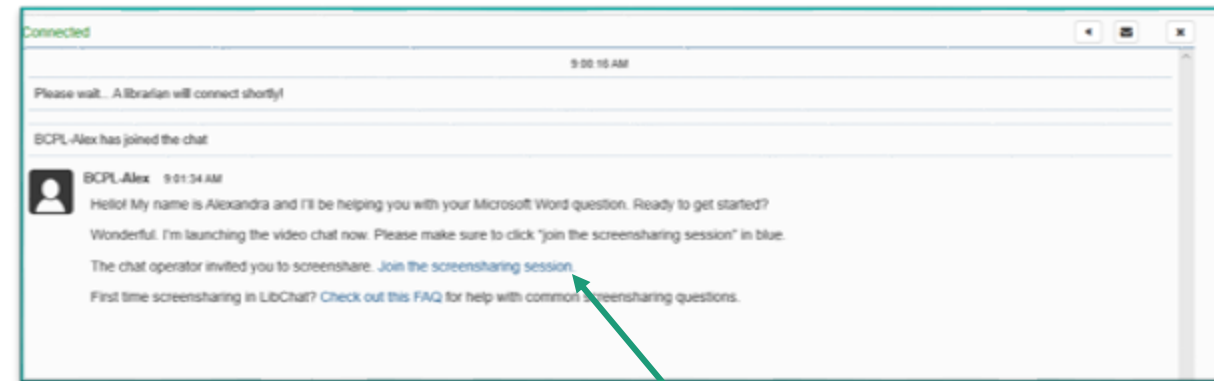 Connected
9:00:16 AM
Please wait... A librarian will connect shortly!
BCPL-Alex has joined the chat
BCPL-Alex 9:01:34 AM
Hello! My name is Alexandra and I'll be helping you with your Microsoft Word question. Ready to get started?
Wonderful. I'm launching the video chat now. Please make sure to click "join the screensharing session" in blue.
The chat operator invited you to screenshare. Join the screensharing session.
First time screensharing in LibChat? Check out this FAQ for help with common screensharing questions.